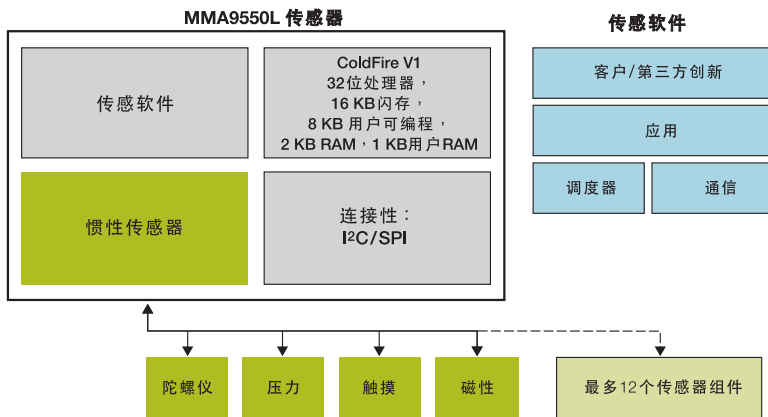 MMA9550L 传感器
传感软件
ColdFire V1
32位处理器，
16 KB闪存，
8 KB 用户可编程，
2 KB RAM，1 KB用户RAM
惯性传感器
连接性：
I²C/SPI
传感软件
客户/第三方创新
应用
调度器
通信
陀螺仪
压力
触摸
磁性
最多12个传感器组件